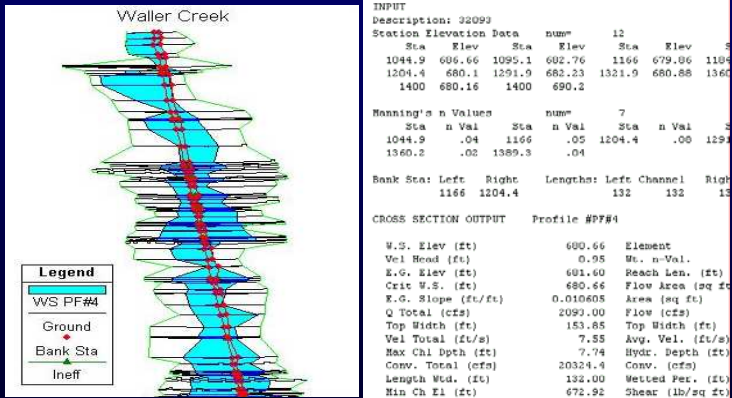 Waller Creek
Legend
WS PF#4
Ground
Bank Sta
Ineff
INPUT
Description: 32093
Station Elevation Data num= 12
Sta Elev Sta Elev Sta Elev S
1044.9 686.66 1095.1 682.76 1166 679.86 1184
1204.4 680.1 1291.9 682.23 1321.9 680.88 1360
1400 680.16 1400 690.2
Manning's n Values num= 7
Sta n Val Sta n Val Sta n Val S
1044.9 .04 1166 .05 1204.4 .08 1291
1360.2 .02 1389.3 .04
Bank Sta: Left Right Lengths: Left Channel Righ
1166 1204.4 132 132 13
CROSS SECTION OUTPUT Profile #PF#4
W.S. Elev (ft) 680.66 Element
Vel Head (ft) 0.95 Wt. n-Val.
E.G. Elev (ft) 681.60 Reach Len. (ft)
Crit W.S. (ft) 680.66 Flow Area (sq ft
E.G. Slope (ft/ft) 0.010605 Area (sq ft)
Q Total (cfs) 2093.00 Flow (cfs)
Top Width (ft) 153.85 Top Width (ft)
Vel Total (ft/s) 7.55 Avg. Vel. (ft/s)
Max Chl Dpth (ft) 7.74 Hydr. Depth (ft)
Conv. Total (cfs) 20324.4 Conv. (cfs)
Length Wtd. (ft) 132.00 Wetted Per. (ft)
Min Ch El (ft) 672.92 Shear (lb/sq ft)